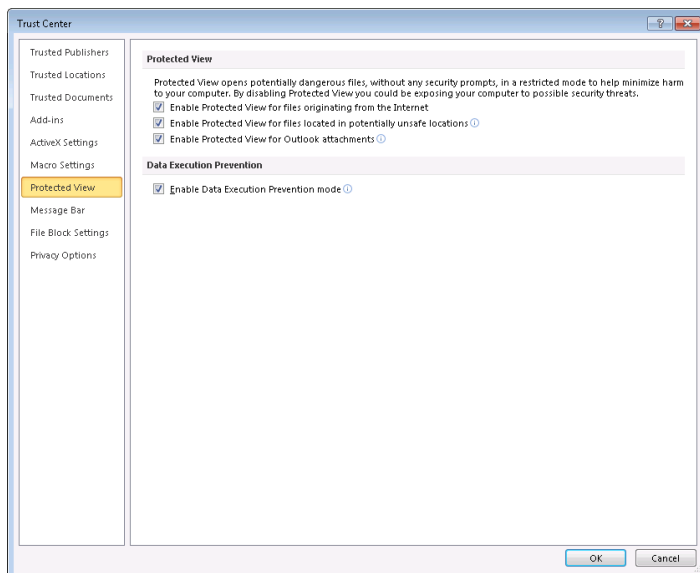 Trust Center
Trusted Publishers
Trusted Locations
Trusted Documents
Add-ins
ActiveX Settings
Macro Settings
Protected View
Message Bar
File Block Settings
Privacy Options
Protected View
Protected View opens potentially dangerous files, without any security prompts, in a restricted mode to help minimize harm
to your computer. By disabling Protected View you could be exposing your computer to possible security threats.
Enable Protected View for files originating from the Internet
Enable Protected View for files located in potentially unsafe locations
Enable Protected View for Outlook attachments
Data Execution Prevention
Enable Data Execution Prevention mode
OK
Cancel